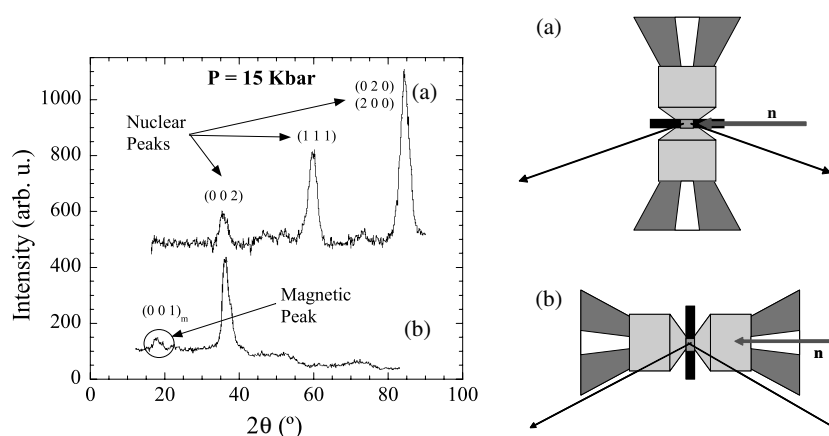 P = 15 Kbar
(a)
(0 2 0)
(2 0 0)
Nuclear
Peaks
(1 1 1)
(0 0 2)
(0 0 1)m
Magnetic
Peak
(b)
Intensity (arb. u.)
1000
800
600
400
200
0
0 20 40 60 80 100
2θ (º)
(a)
n
(b)
n